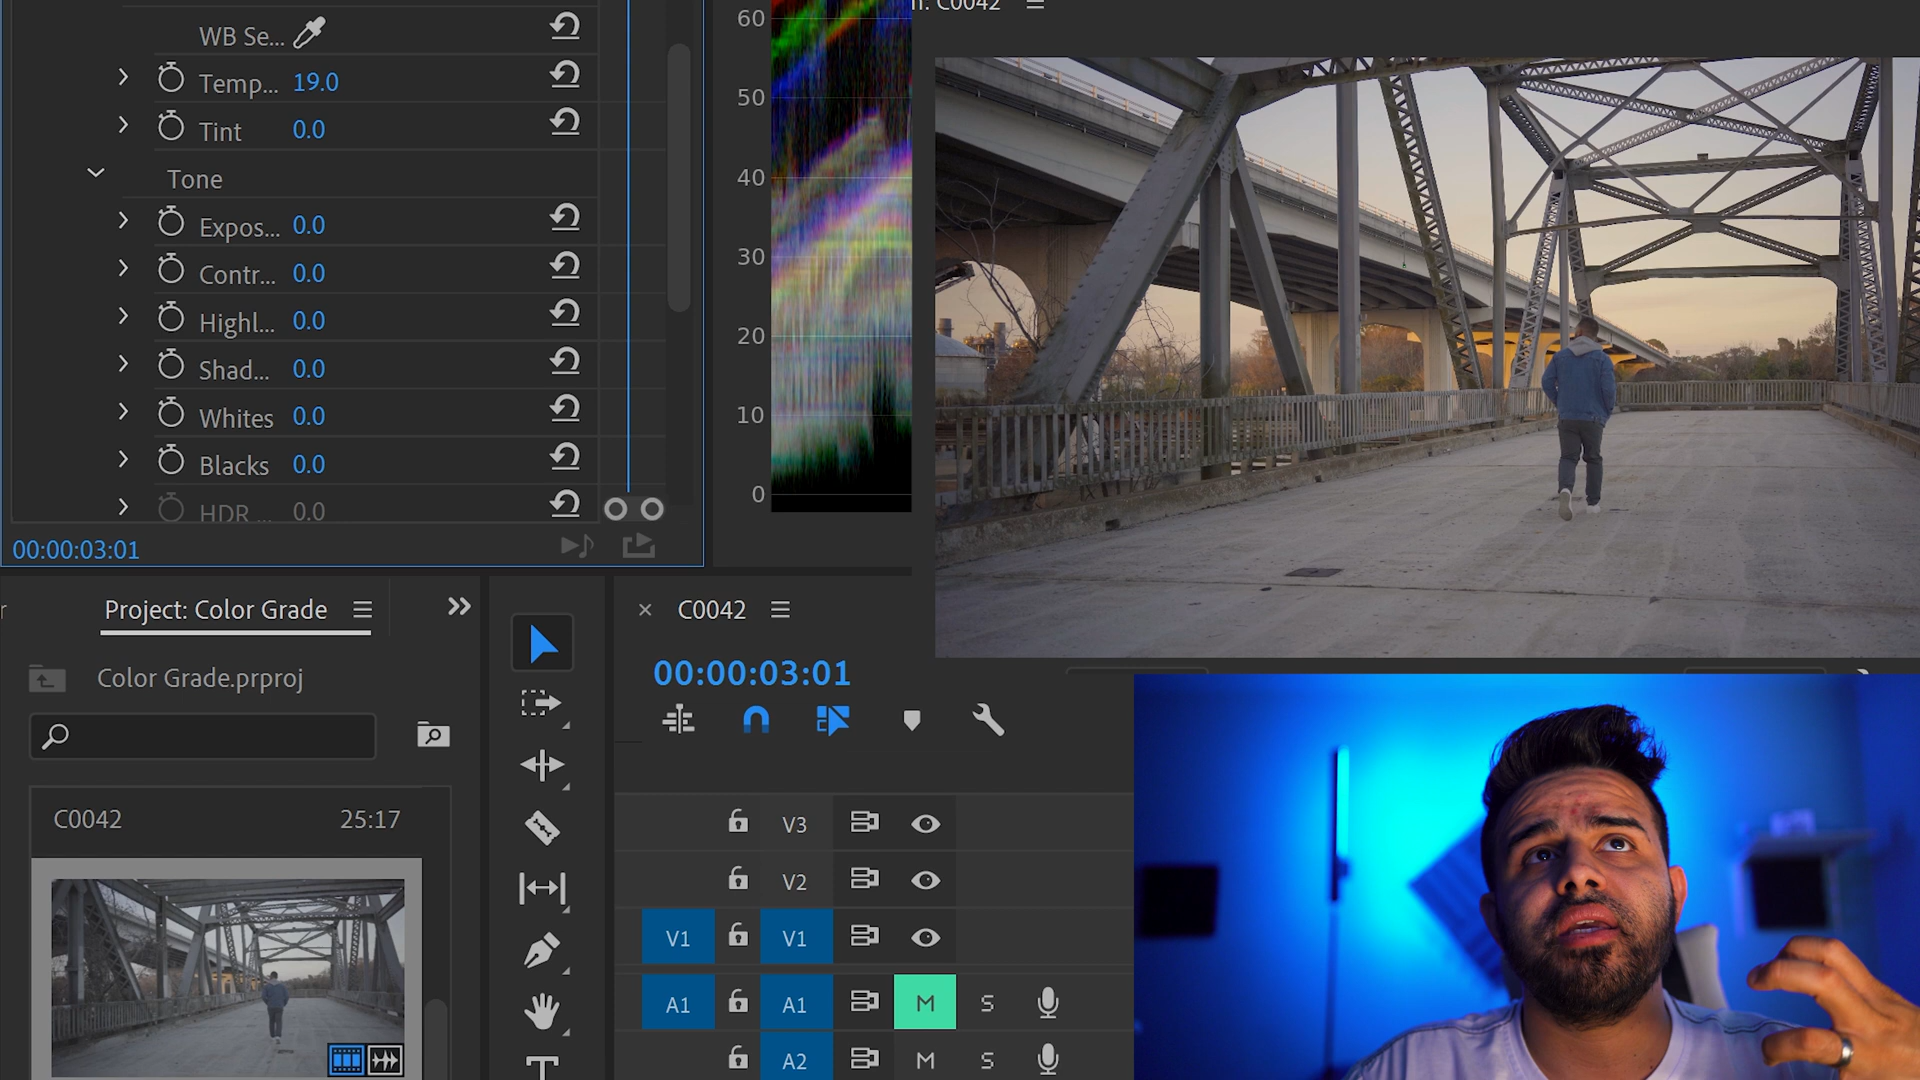 WB Se...
Temp... 19.0
Tint 0.0
Tone
Expos... 0.0
Contr... 0.0
Highl... 0.0
Shad... 0.0
Whites 0.0
Blacks 0.0
HDR ... 0.0
00:00:03:01
60
50
40
30
20
10
0
: C0042
Project: Color Grade
Color Grade.prproj
C0042 25:17
C0042
00:00:03:01
V3
V2
V1 V1
A1 A1 M S
A2 M S